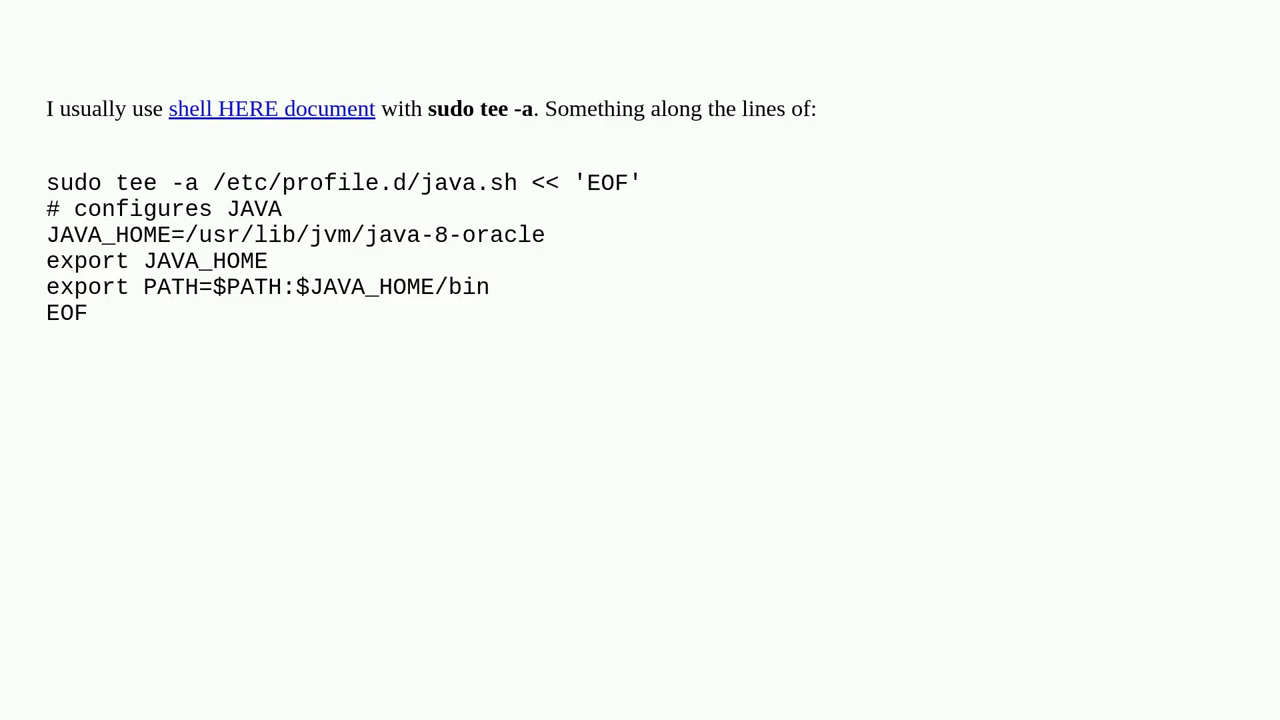 I usually use shell HERE document with sudo tee -a. Something along the lines of:
sudo tee -a /etc/profile.d/java.sh << 'EOF'
# configures JAVA
JAVA_HOME=/usr/lib/jvm/java-8-oracle
export JAVA_HOME
export PATH=$PATH:$JAVA_HOME/bin
EOF